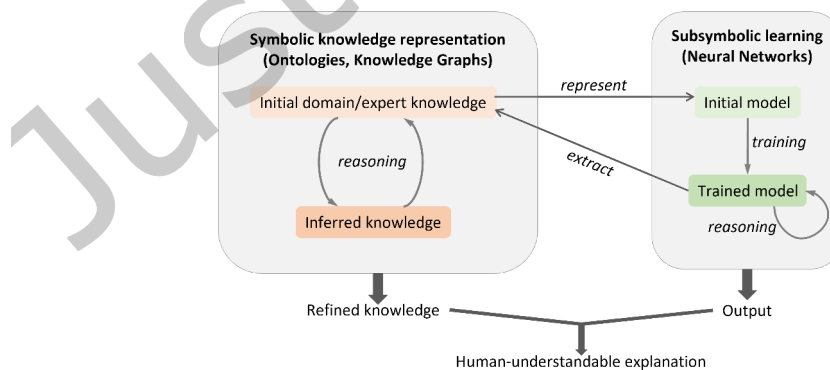 Just
Symbolic knowledge representation
(Ontologies, Knowledge Graphs)
Subsymbolic learning
(Neural Networks)
Initial domain/expert knowledge
represent
Initial model
reasoning
extract
training
Trained model
Inferred knowledge
reasoning
Refined knowledge
Output
Human-understandable explanation